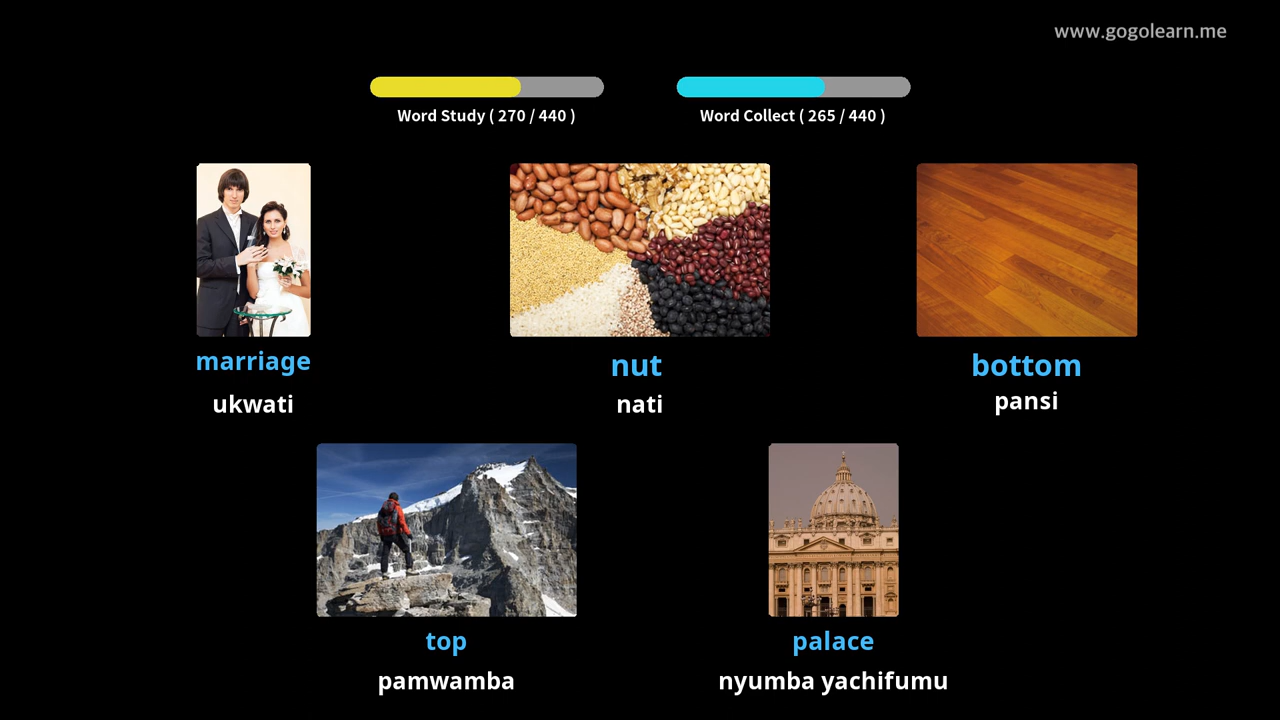 www.gogolearn.me
Word Study ( 270 / 440 )
Word Collect ( 265 / 440 )
marriage
ukwati
nut
nati
bottom
pansi
top
pamwamba
palace
nyumba yachifumu